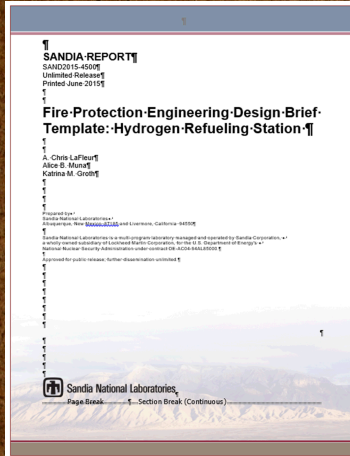 SANDIA REPORT
SAND2015-4500
Unlimited Release
Printed June 2015
Fire Protection Engineering Design Brief
Template: Hydrogen Refueling Station
A. Chris LaFleur
Alice B. Muna
Katrina M. Groth
Prepared by
Sandia National Laboratories
Albuquerque, New Mexico 87185 and Livermore, California 94550
Sandia National Laboratories is a multi-program laboratory managed and operated by Sandia Corporation,
a wholly owned subsidiary of Lockheed Martin Corporation, for the U.S. Department of Energy's
National Nuclear Security Administration under contract DE-AC04-94AL85000.
Approved for public release; further dissemination unlimited.
Sandia National Laboratories
Page Break Section Break (Continuous)